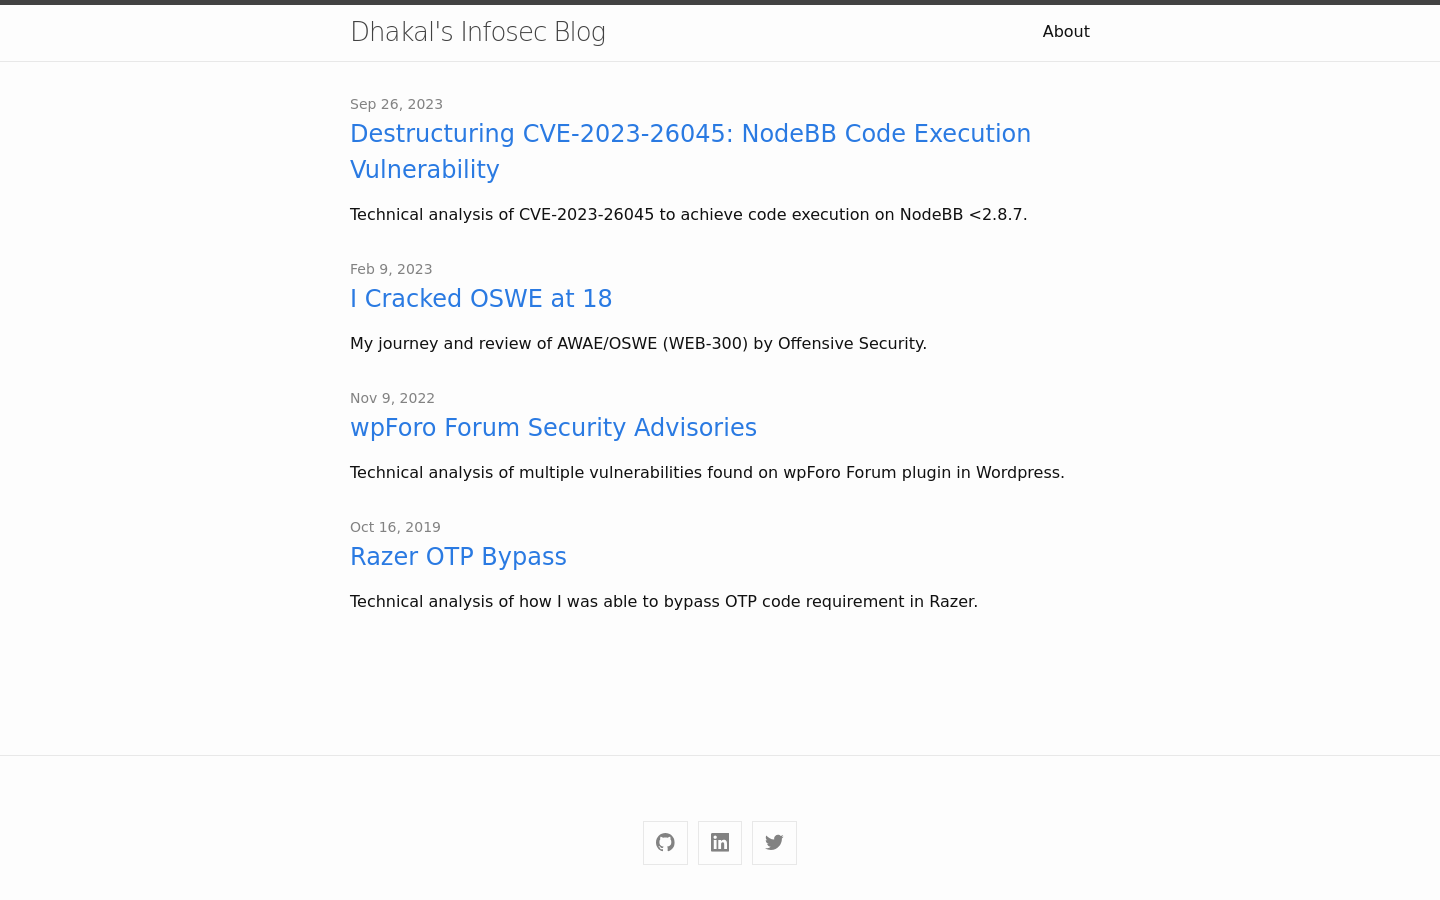 Dhakal's Infosec Blog
About
Sep 26, 2023
Destructuring CVE-2023-26045: NodeBB Code Execution
Vulnerability
Technical analysis of CVE-2023-26045 to achieve code execution on NodeBB <2.8.7.
Feb 9, 2023
I Cracked OSWE at 18
My journey and review of AWAE/OSWE (WEB-300) by Offensive Security.
Nov 9, 2022
wpForo Forum Security Advisories
Technical analysis of multiple vulnerabilities found on wpForo Forum plugin in Wordpress.
Oct 16, 2019
Razer OTP Bypass
Technical analysis of how I was able to bypass OTP code requirement in Razer.